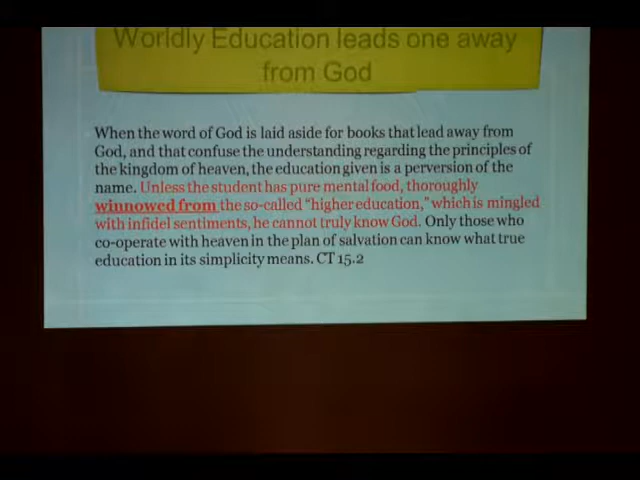 Worldly Education leads one away
from God
When the word of God is laid aside for books that lead away from
God, and that confuse the understanding regarding the principles of
the kingdom of heaven, the education given is a perversion of the
name. Unless the student has pure mental food, thoroughly
winnowed from the so-called “higher education,” which is mingled
with infidel sentiments, he cannot truly know God. Only those who
co-operate with heaven in the plan of salvation can know what true
education in its simplicity means. CT 15.2